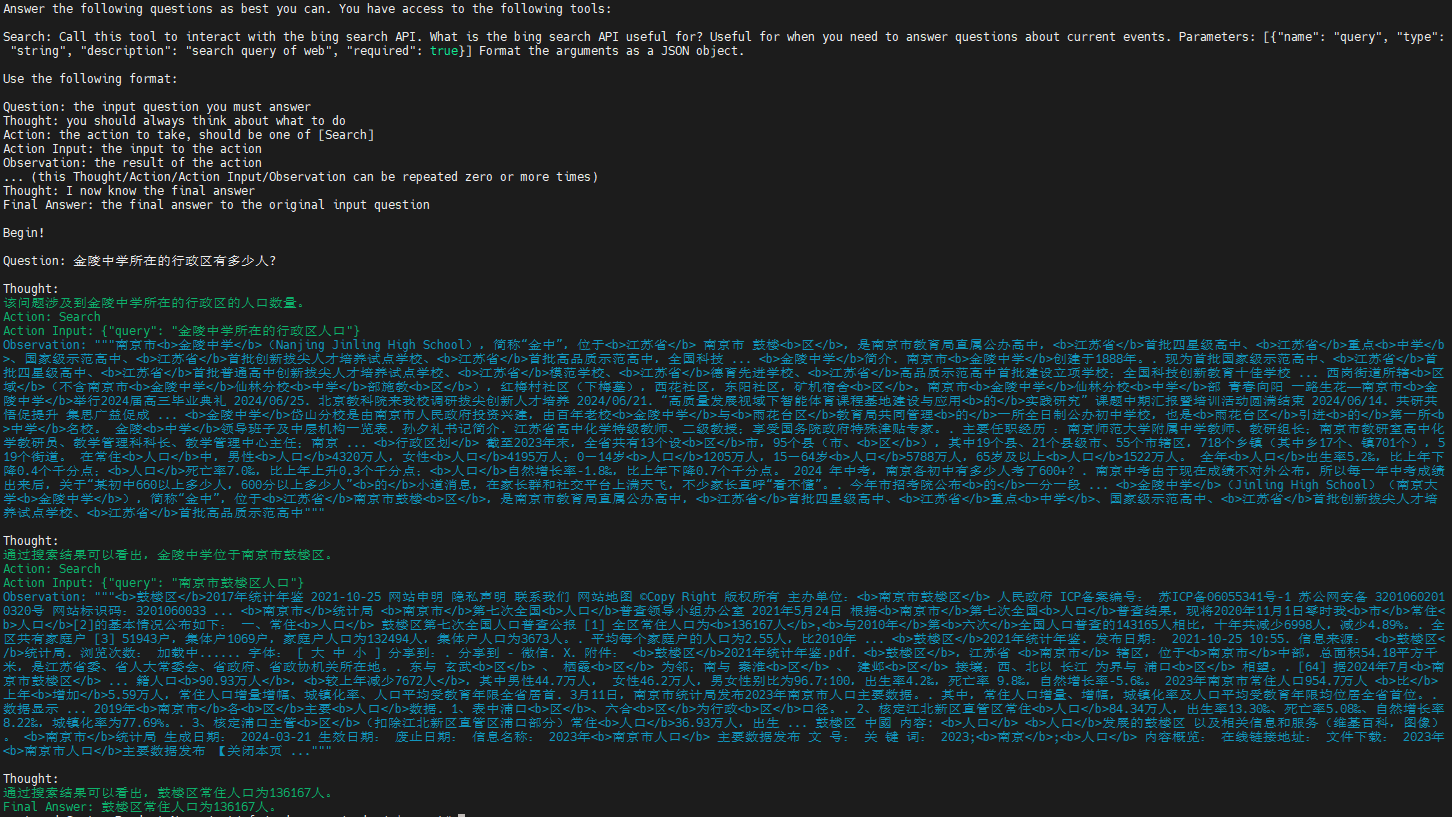 Answer the following questions as best you can. You have access to the following tools:
Search: Call this tool to interact with the bing search API. What is the bing search API useful for? Useful for when you need to answer questions about current events. Parameters: [{"name": "query", "type":
"string", "description": "search query of web", "required": true}] Format the arguments as a JSON object.
Use the following format:
Question: the input question you must answer
Thought: you should always think about what to do
Action: the action to take, should be one of [Search]
Action Input: the input to the action
Observation: the result of the action
... (this Thought/Action/Action Input/Observation can be repeated zero or more times)
Thought: I now know the final answer
Final Answer: the final answer to the original input question
Begin!
Question: 金陵中学所在的行政区有多少人?
Thought:
该问题涉及到金陵中学所在的行政区的人口数量。
Action: Search
Action Input: {"query": "金陵中学所在的行政区人口"}
Observation: """南京市<b>金陵中学</b>（Nanjing Jinling High School），简称“金中”，位于<b>江苏省</b> 南京市 鼓楼<b>区</b>，是南京市教育局直属公办高中，<b>江苏省</b>首批四星级高中、<b>江苏省</b>重点<b>中学</b
>、国家级示范高中、<b>江苏省</b>首批创新拔尖人才培养试点学校、<b>江苏省</b>首批高品质示范高中，全国科技 ... <b>金陵中学</b>简介. 南京市<b>金陵中学</b>创建于1888年。. 现为首批国家级示范高中、<b>江苏省</b>首
批四星级高中、<b>江苏省</b>首批普通高中创新拔尖人才培养试点学校、<b>江苏省</b>模范学校、<b>江苏省</b>德育先进学校、<b>江苏省</b>高品质示范高中首批建设立项学校；全国科技创新教育十佳学校 ... 西岗街道所辖<b>区
域</b>（不含南京市<b>金陵中学</b>仙林分校<b>中学</b>部施教<b>区</b>），红梅村社区（下梅墓），西花社区，东阳社区，矿机宿舍<b>区</b>。南京市<b>金陵中学</b>仙林分校<b>中学</b>部 青春向阳 一路生花—南京市<b>金
陵中学</b>举行2024届高三毕业典礼 2024/06/25. 北京教科院来我校调研拔尖创新人才培养 2024/06/21. “高质量发展视域下智能体育课程基地建设与应用<b>的</b>实践研究” 课题中期汇报暨培训活动圆满结束 2024/06/14. 共研共
悟促提升 集思广益促成 ... <b>金陵中学</b>岱山分校是由南京市人民政府投资兴建，由百年老校<b>金陵中学</b>与<b>雨花台区</b>教育局共同管理<b>的</b>一所全日制公办初中学校，也是<b>雨花台区</b>引进<b>的</b>第一所<b
>中学</b>名校。 金陵<b>中学</b>领导班子及中层机构一览表. 孙夕礼书记简介. 江苏省高中化学特级教师、二级教授；享受国务院政府特殊津贴专家。. 主要任职经历 ：南京师范大学附属中学教师、教研组长；南京市教研室高中化
学教研员、教学管理科科长、教学管理中心主任；南京 ... <b>行政区划</b> 截至2023年末，全省共有13个设<b>区</b>市，95个县（市、<b>区</b>），其中19个县、21个县级市、55个市辖区，718个乡镇（其中乡17个、镇701个），5
19个街道。 在常住<b>人口</b>中，男性<b>人口</b>4320万人，女性<b>人口</b>4195万人；0－14岁<b>人口</b>1205万人，15－64岁<b>人口</b>5788万人，65岁及以上<b>人口</b>1522万人。 全年<b>人口</b>出生率5.2‰，比上年下
降0.4个千分点；<b>人口</b>死亡率7.0‰，比上年上升0.3个千分点；<b>人口</b>自然增长率-1.8‰，比上年下降0.7个千分点。 2024 年中考，南京各初中有多少人考了600+？. 南京中考由于现在成绩不对外公布，所以每一年中考成绩
出来后，关于“某初中660以上多少人，600分以上多少人”<b>的</b>小道消息，在家长群和社交平台上满天飞，不少家长直呼“看不懂”。. 今年市招考院公布<b>的</b>一分一段 ... <b>金陵中学</b>（Jinling High School）（南京大
学<b>金陵中学</b>），简称“金中”，位于<b>江苏省</b>南京市鼓楼<b>区</b>，是南京市教育局直属公办高中，<b>江苏省</b>首批四星级高中、<b>江苏省</b>重点<b>中学</b>、国家级示范高中、<b>江苏省</b>首批创新拔尖人才培
养试点学校、<b>江苏省</b>首批高品质示范高中"""
Thought:
通过搜索结果可以看出，金陵中学位于南京市鼓楼区。
Action: Search
Action Input: {"query": "南京市鼓楼区人口"}
Observation: """<b>鼓楼区</b>2017年统计年鉴 2021-10-25 网站申明 隐私声明 联系我们 网站地图 ©Copy Right 版权所有 主办单位: <b>南京市鼓楼区</b> 人民政府 ICP备案编号: 苏ICP备06055341号-1 苏公网安备 3201060201
0320号 网站标识码: 3201060033 ... <b>南京市</b>统计局 <b>南京市</b>第七次全国<b>人口</b>普查领导小组办公室 2021年5月24日 根据<b>南京市</b>第七次全国<b>人口</b>普查结果，现将2020年11月1日零时我<b>市</b>常住<b
>人口</b>[2]的基本情况公布如下： 一、常住<b>人口</b> 鼓楼区第七次全国人口普查公报 [1] 全区常住人口为<b>136167人</b>,<b>与2010年</b>第<b>六次</b>全国人口普查的143165人相比，十年共减少6998人，减少4.89%。. 全
区共有家庭户 [3] 51943户，集体户1069户，家庭户人口为132494人，集体户人口为3673人。. 平均每个家庭户的人口为2.55人，比2010年 ... <b>鼓楼区</b>2021年统计年鉴. 发布日期： 2021-10-25 10:55. 信息来源： <b>鼓楼区</b>
统计局. 浏览次数： 加载中...... 字体： [ 大 中 小 ] 分享到: . 分享到 - 微信. X. 附件： <b>鼓楼区</b>2021年统计年鉴.pdf. <b>鼓楼区</b>，江苏省 <b>南京市</b> 辖区，位于<b>南京市</b>中部，总面积54.18平方千
米，是江苏省委、省人大常委会、省政府、省政协机关所在地。. 东与 玄武<b>区</b> 、 栖霞<b>区</b> 为邻；南与 秦淮<b>区</b> 、 建邺<b>区</b> 接壤；西、北以 长江 为界与 浦口<b>区</b> 相望。. [64] 据2024年7月<b>
南京市鼓楼区</b> ... 籍人口<b>90.93万人</b>，<b>较上年减少7672人</b>，其中男性44.7万人， 女性46.2万人，男女性别比为96.7:100，出生率4.2‰，死亡率 9.8‰，自然增长率-5.6‰。 2023年南京市常住人口954.7万人 <b>比</b>
上年<b>增加</b>5.59万人，常住人口增量增幅、城镇化率、人口平均受教育年限全省居首. 3月11日，南京市统计局发布2023年南京市人口主要数据。. 其中，常住人口增量、增幅，城镇化率及人口平均受教育年限均位居全省首位。.
数据显示 ... 2019年<b>南京市</b>各<b>区</b>主要<b>人口</b>数据. 1、表中浦口<b>区</b>、六合<b>区</b>为行政<b>区</b>口径。. 2、核定江北新区直管区常住<b>人口</b>84.34万人，出生率13.30‰、死亡率5.08‰、自然增长率
8.22‰，城镇化率为77.69%。. 3、核定浦口主管<b>区</b>（扣除江北新区直管区浦口部分）常住<b>人口</b>36.93万人，出生 ... 鼓楼区 中國 内容: <b>人口</b> <b>人口</b>发展的鼓楼区 以及相关信息和服务（维基百科，图像）
. <b>南京市</b>统计局 生成日期： 2024-03-21 生效日期： 废止日期： 信息名称： 2023年<b>南京市人口</b> 主要数据发布 文 号： 关 键 词： 2023;<b>南京</b>;<b>人口</b> 内容概览： 在线链接地址： 文件下载： 2023年
<b>南京市人口</b>主要数据发布 【关闭本页 ..."""
Thought:
通过搜索结果可以看出，鼓楼区常住人口为136167人。
Final Answer: 鼓楼区常住人口为136167人。